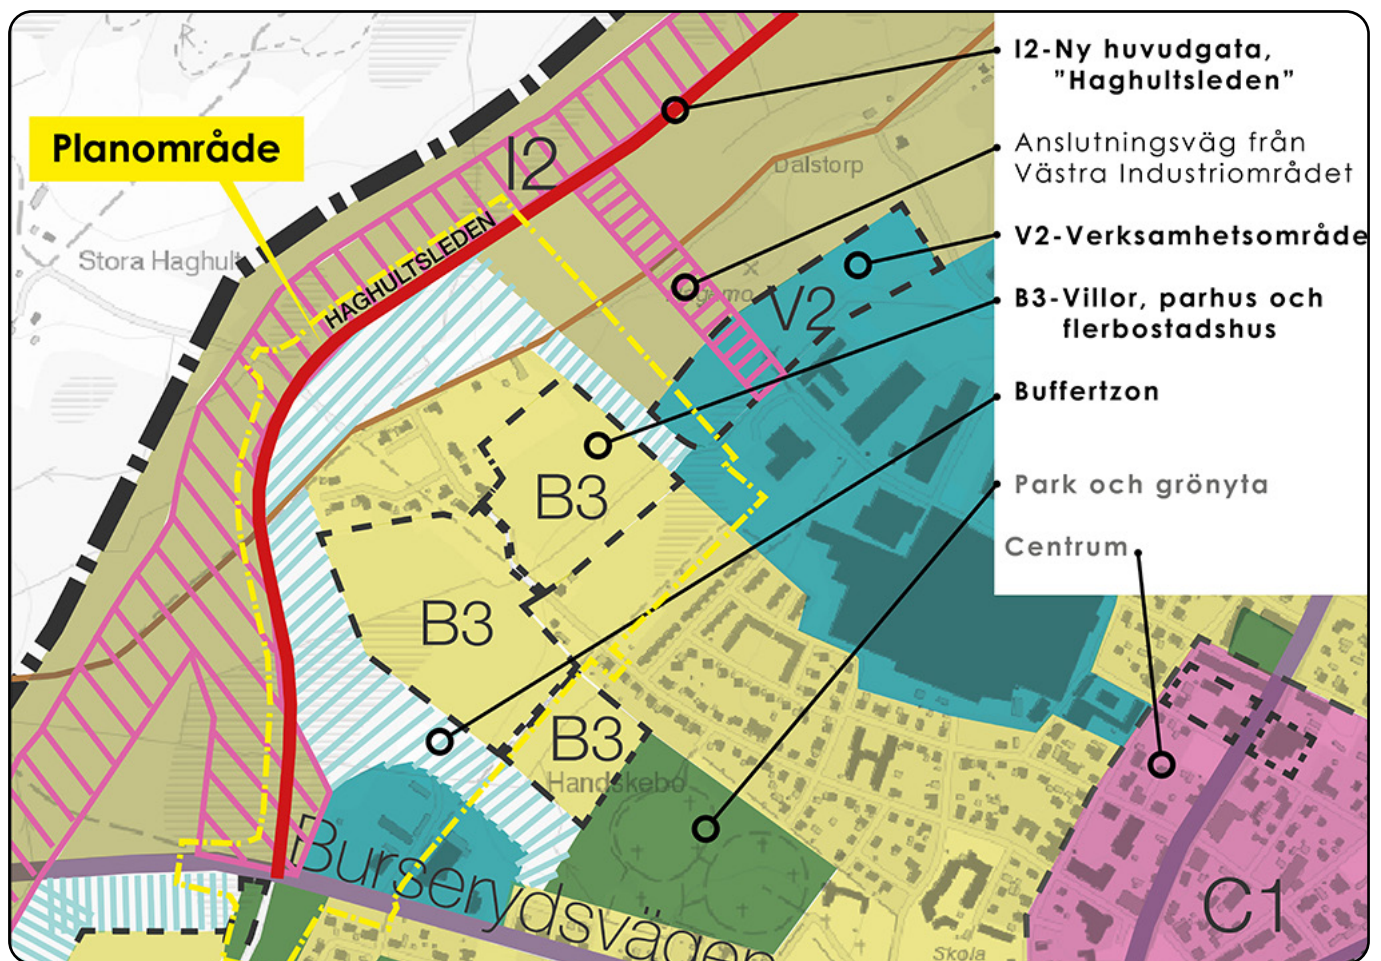 I2-Ny huvudgata,
"Haghultsleden"
Anslutningsväg från
Västra Industriområdet
V2-Verksamhetsområde
B3-Villor, parhus och
flerbostadshus
Buffertzon
Park och grönyta
Centrum
Planområde
R.
I2
Dalstorp
Stora Haghult
HAGHULTSLEDEN
V2
B3
B3
B3
Handskebo
Burserydsvägen
C1
Skola